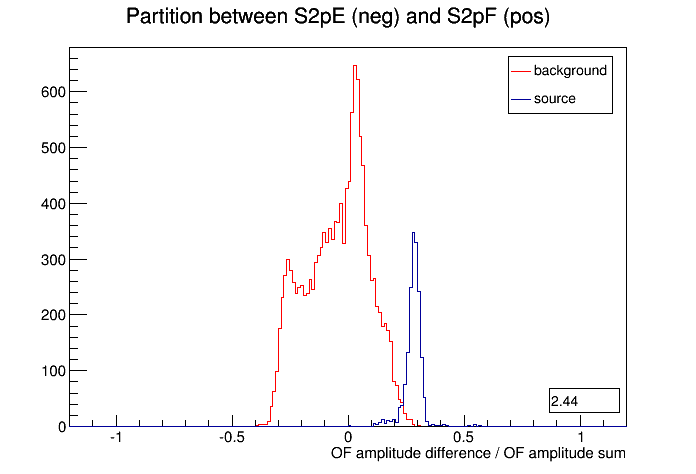 Partition between S2pE (neg) and S2pF (pos)
background
source
600
500
400
300
200
100
0
2.44
-1 -0.5 0 0.5 1
OF amplitude difference / OF amplitude sum